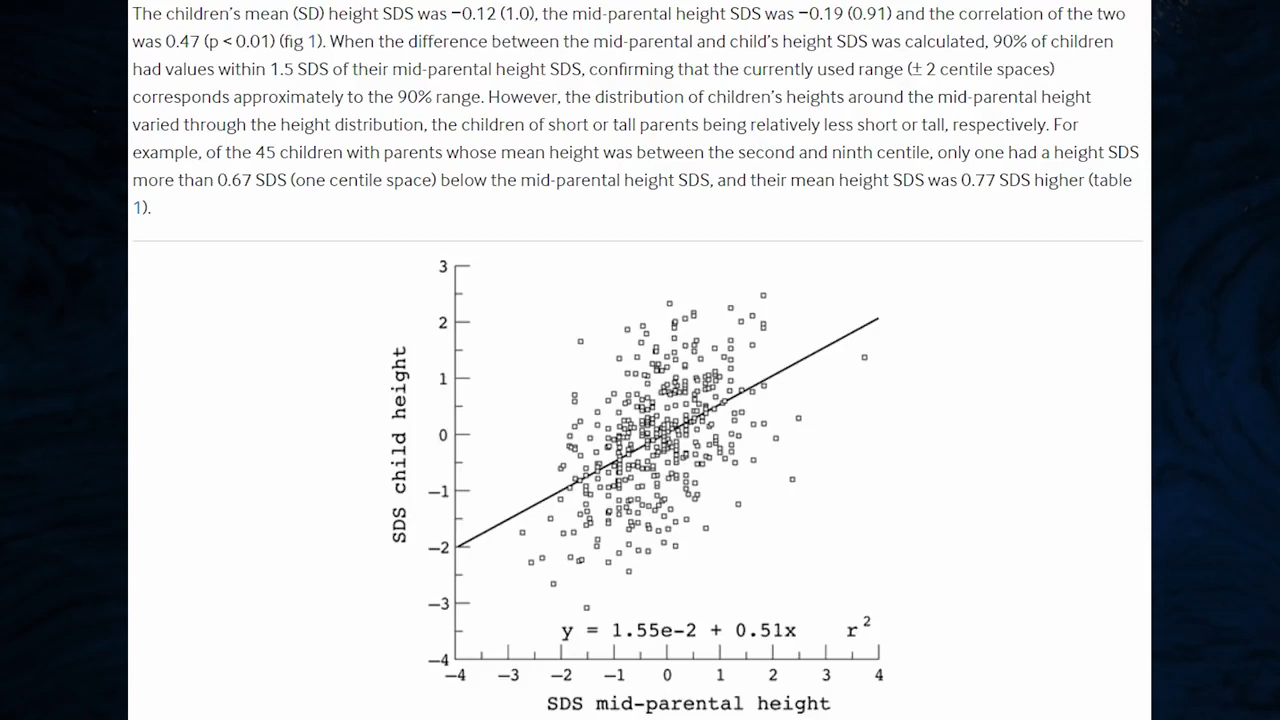 The children's mean (SD) height SDS was −0.12 (1.0), the mid-parental height SDS was −0.19 (0.91) and the correlation of the two
was 0.47 (p < 0.01) (fig 1). When the difference between the mid-parental and child's height SDS was calculated, 90% of children
had values within 1.5 SDS of their mid-parental height SDS, confirming that the currently used range (± 2 centile spaces)
corresponds approximately to the 90% range. However, the distribution of children's heights around the mid-parental height
varied through the height distribution, the children of short or tall parents being relatively less short or tall, respectively. For
example, of the 45 children with parents whose mean height was between the second and ninth centile, only one had a height SDS
more than 0.67 SDS (one centile space) below the mid-parental height SDS, and their mean height SDS was 0.77 SDS higher (table
1).
3
2
1
0
−1
−2
−3
−4
SDS child height
y = 1.55e-2 + 0.51x r²
−4 −3 −2 −1 0 1 2 3 4
SDS mid-parental height